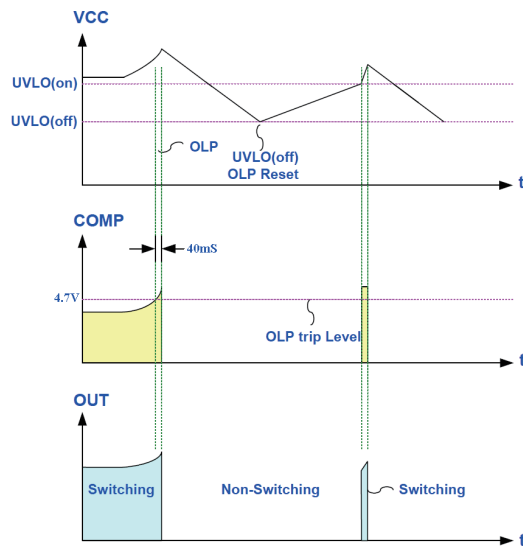 VCC
UVLO(on)
UVLO(off)
OLP
UVLO(off)
OLP Reset
t
COMP
40mS
4.7V
OLP trip Level
t
OUT
Switching
Non-Switching
Switching
t